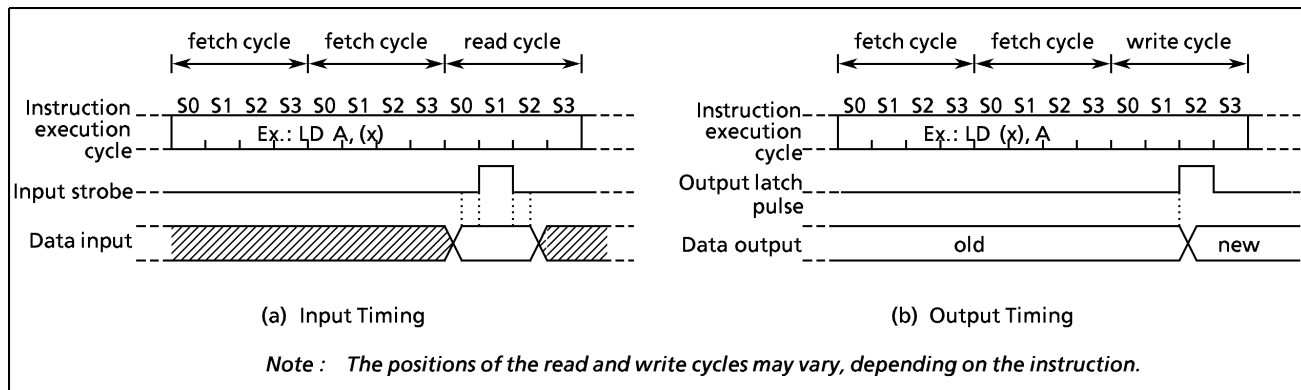 fetch cycle fetch cycle read cycle
S0 S1 S2 S3 S0 S1 S2 S3 S0 S1 S2 S3
Instruction
execution
cycle
Ex.: LD A, (x)
Input strobe
Data input
(a) Input Timing
fetch cycle fetch cycle write cycle
S0 S1 S2 S3 S0 S1 S2 S3 S0 S1 S2 S3
Instruction
execution
cycle
Ex.: LD (x), A
Output latch
pulse
Data output
old new
(b) Output Timing
Note : The positions of the read and write cycles may vary, depending on the instruction.